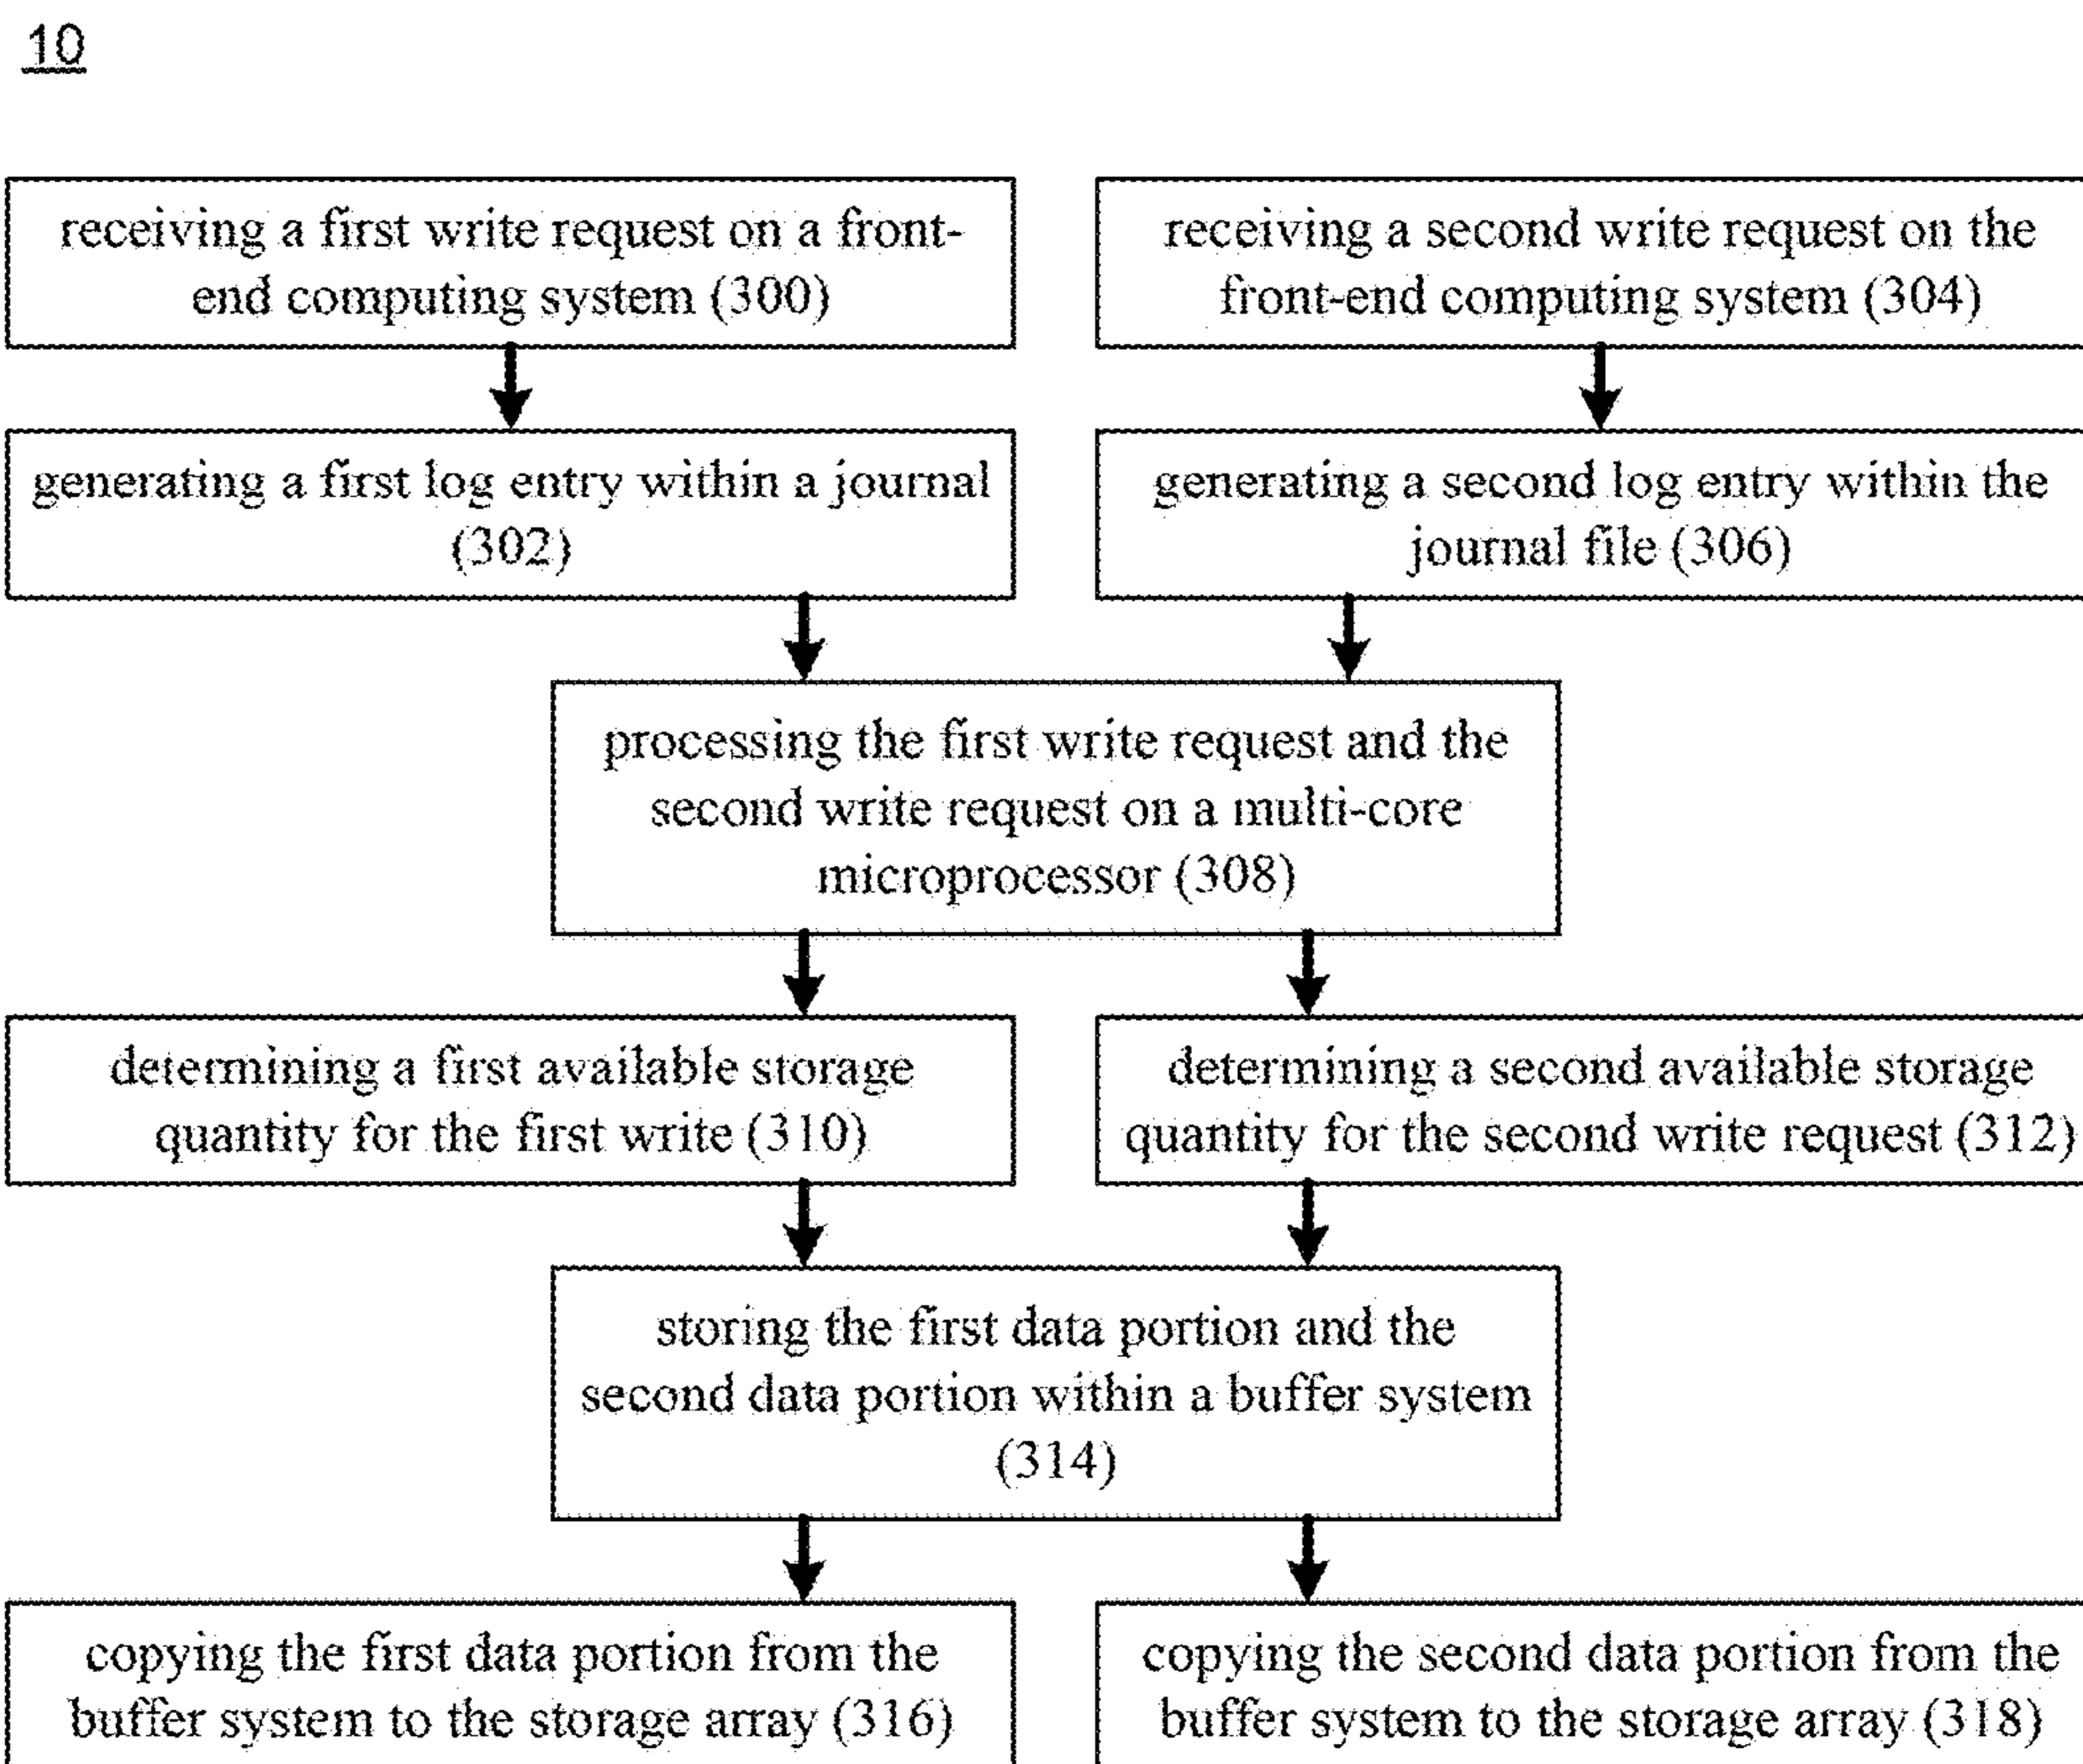 10
receiving a first write request on a front-
end computing system (300)
receiving a second write request on the
front-end computing system (304)
generating a first log entry within a journal
(302)
generating a second log entry within the
journal file (306)
processing the first write request and the
second write request on a multi-core
microprocessor (308)
determining a first available storage
quantity for the first write (310)
determining a second available storage
quantity for the second write request (312)
storing the first data portion and the
second data portion within a buffer system
(314)
copying the first data portion from the
buffer system to the storage array (316)
copying the second data portion from the
buffer system to the storage array (318)